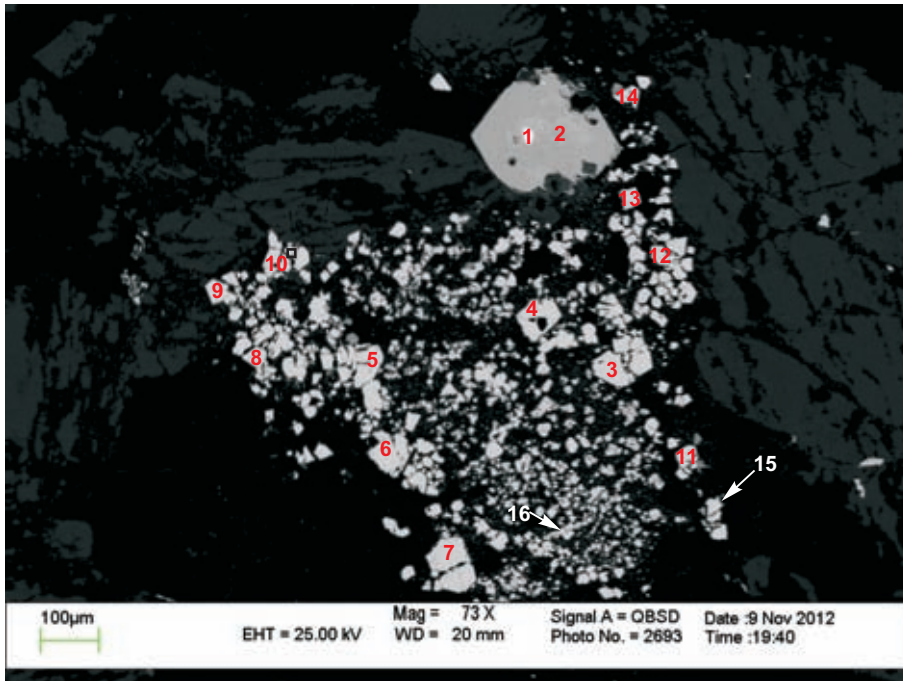 14
1 2
13
12
10
9
4
8
5
3
6
11
15
16
7
100µm
Mag = 73 X
Signal A = QBSD
Date :9 Nov 2012
EHT = 25.00 kV
WD = 20 mm
Photo No. = 2693
Time :19:40